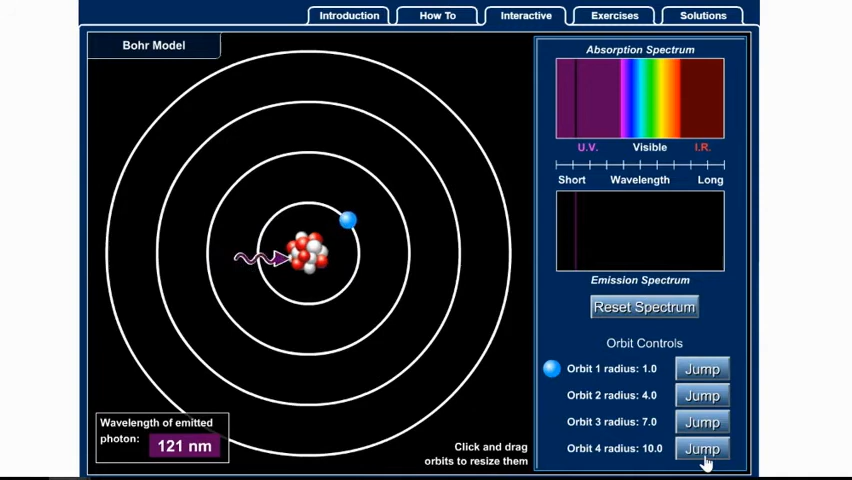 Introduction
How To
Interactive
Exercises
Solutions
Bohr Model
Absorption Spectrum
U.V.
Visible
I.R.
Short
Wavelength
Long
Emission Spectrum
Reset Spectrum
Orbit Controls
Orbit 1 radius: 1.0
Jump
Orbit 2 radius: 4.0
Jump
Orbit 3 radius: 7.0
Jump
Orbit 4 radius: 10.0
Jump
Wavelength of emitted
photon:
121 nm
Click and drag
orbits to resize them